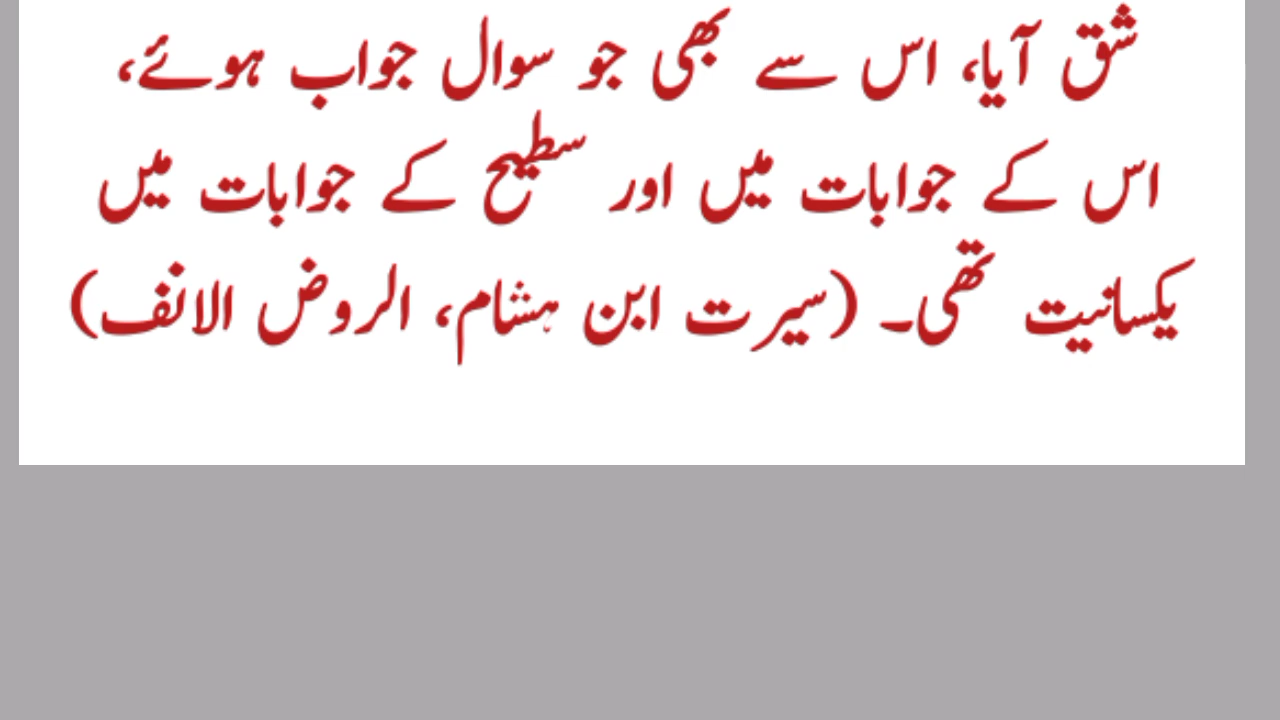 شق آیا، اس سے بھی جو سوال جواب ہوئے،
اس کے جوابات میں اور سطیح کے جوابات میں
یکسانیت تھی۔ (سیرت ابن ہشام، الروض الانف)